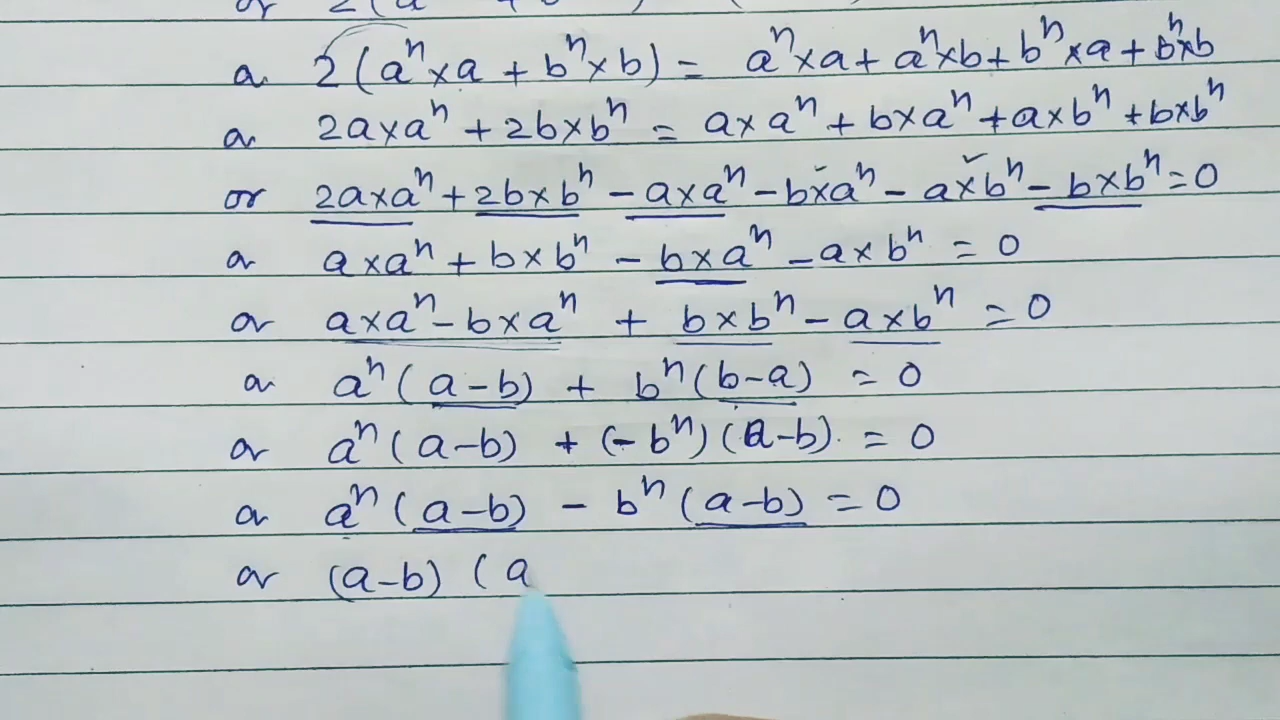 or 2(a
or 2(aⁿ×a + bⁿ×b) = aⁿ×a + aⁿ×b + bⁿ×a + bⁿ×b
or 2a×aⁿ + 2b×bⁿ = a×aⁿ + b×aⁿ + a×bⁿ + b×bⁿ
or 2a×aⁿ + 2b×bⁿ - a×aⁿ - b×aⁿ - a×bⁿ - b×bⁿ = 0
or a×aⁿ + b×bⁿ - b×aⁿ - a×bⁿ = 0
or a×aⁿ - b×aⁿ + b×bⁿ - a×bⁿ = 0
or aⁿ(a-b) + bⁿ(b-a) = 0
or aⁿ(a-b) + (-bⁿ)(a-b) = 0
or aⁿ(a-b) - bⁿ(a-b) = 0
or (a-b) (a